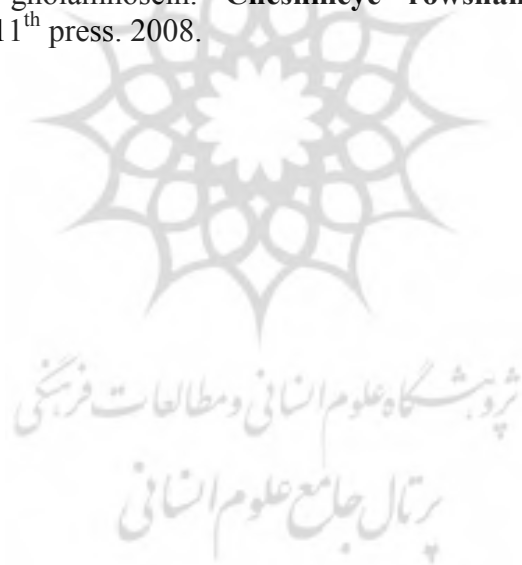 gholamhosein. Cheshmeye rowshan
11th press. 2008.
پژوهشگاه علوم انسانی و مطالعات فرهنگی
پرتال جامع علوم انسانی